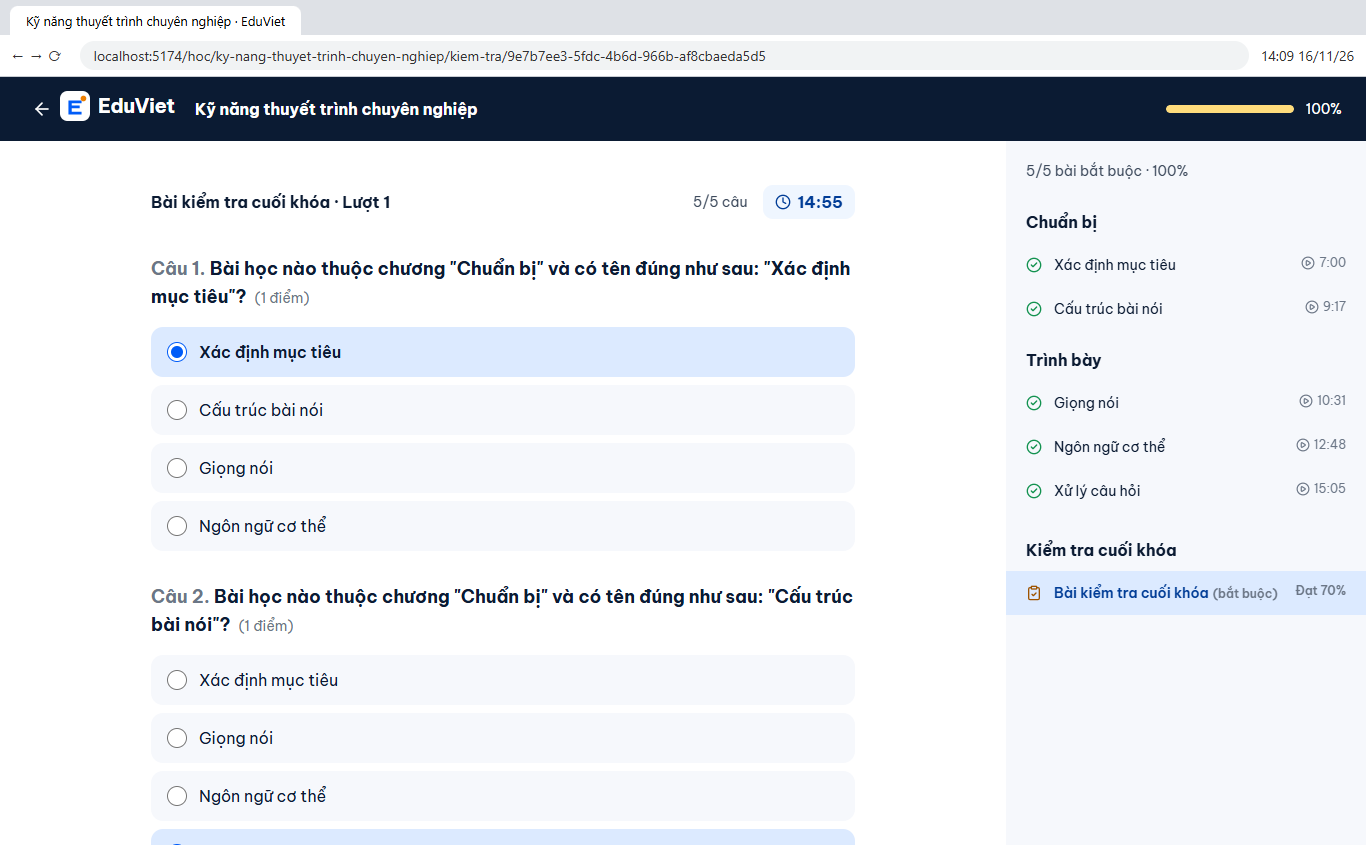 Kỹ năng thuyết trình chuyên nghiệp · EduViet
localhost:5174/hoc/ky-nang-thuyet-trinh-chuyen-nghiep/kiem-tra/9e7b7ee3-5fdc-4b6d-966b-af8cbaeda5d5
14:09 16/11/26
E EduViet
Kỹ năng thuyết trình chuyên nghiệp
100%
Bài kiểm tra cuối khóa · Lượt 1
5/5 câu
14:55
Câu 1. Bài học nào thuộc chương "Chuẩn bị" và có tên đúng như sau: "Xác định
mục tiêu"? (1 điểm)
Xác định mục tiêu
Cấu trúc bài nói
Giọng nói
Ngôn ngữ cơ thể
Câu 2. Bài học nào thuộc chương "Chuẩn bị" và có tên đúng như sau: "Cấu trúc
bài nói"? (1 điểm)
Xác định mục tiêu
Giọng nói
Ngôn ngữ cơ thể
5/5 bài bắt buộc · 100%
Chuẩn bị
Xác định mục tiêu 7:00
Cấu trúc bài nói 9:17
Trình bày
Giọng nói 10:31
Ngôn ngữ cơ thể 12:48
Xử lý câu hỏi 15:05
Kiểm tra cuối khóa
Bài kiểm tra cuối khóa (bắt buộc) Đạt 70%